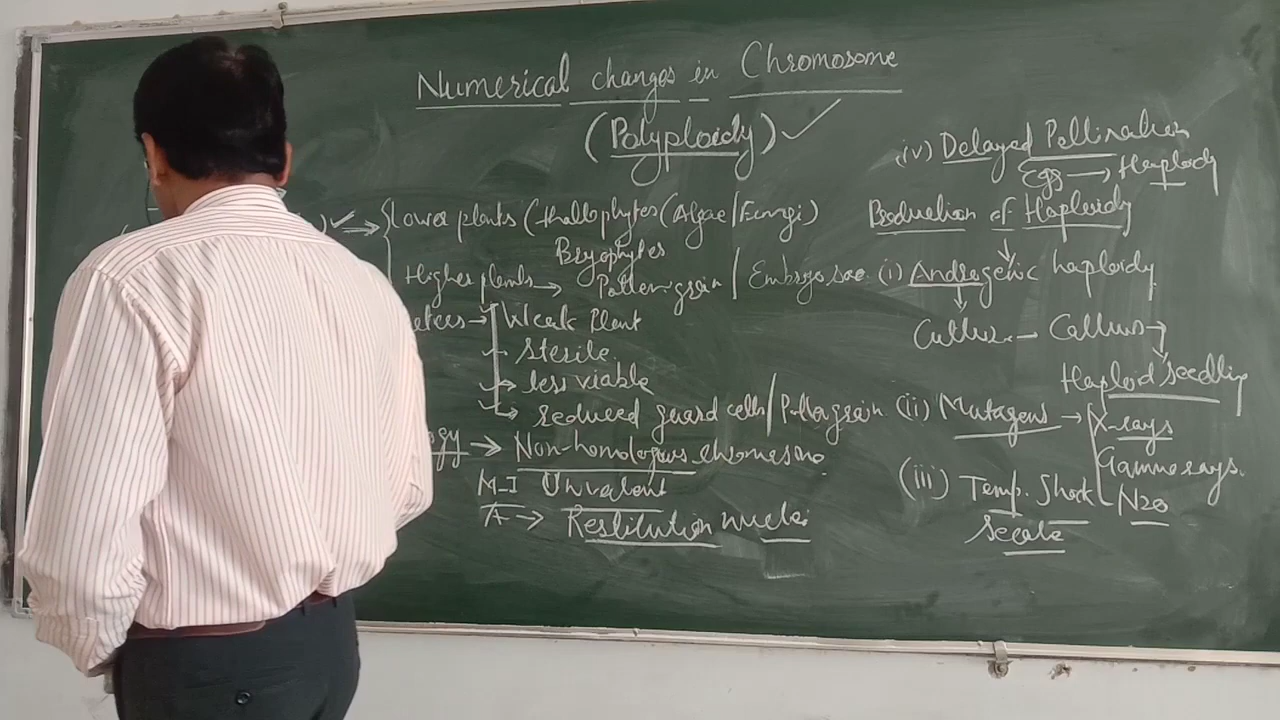 Numerical changes in Chromosome
(Polyploidy) ✓
) ✓ ⇒ Lower plants (thallophytes (Algae/Fungi)
Bryophytes
Higher plants → Pollen-grain / Embryo sac
→ Weak Plant
→ Sterile
→ less viable
→ reduced guard cells/Pollen grain
→ Non-homologous chromosome
M-I Univalent
A → Restitution nuclei
(iv) Delayed Pollination
Egg → Haploidy
Production of Haploidy
↓
(i) Androgenic haploidy
↓
Callus →
Haploid seedling
(ii) Mutagens → X-rays
Gamma rays
N2O
(iii) Temp. Shock